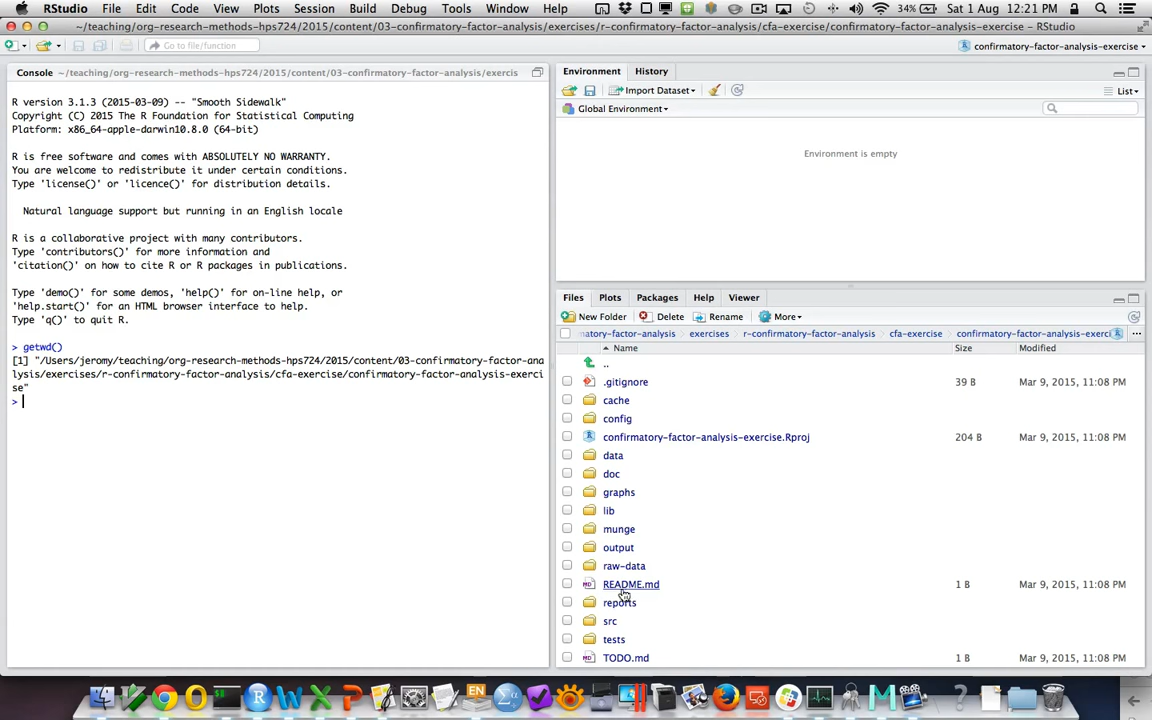 RStudio File Edit Code View Plots Session Build Debug Tools Window Help 34% Sat 1 Aug 12:21 PM
~/teaching/org-research-methods-hps724/2015/content/03-confirmatory-factor-analysis/exercises/r-confirmatory-factor-analysis/cfa-exercise/confirmatory-factor-analysis-exercise - RStudio
Go to file/function
confirmatory-factor-analysis-exercise
Console ~/teaching/org-research-methods-hps724/2015/content/03-confirmatory-factor-analysis/exercis
R version 3.1.3 (2015-03-09) -- "Smooth Sidewalk"
Copyright (C) 2015 The R Foundation for Statistical Computing
Platform: x86_64-apple-darwin10.8.0 (64-bit)
R is free software and comes with ABSOLUTELY NO WARRANTY.
You are welcome to redistribute it under certain conditions.
Type 'license()' or 'licence()' for distribution details.
Natural language support but running in an English locale
R is a collaborative project with many contributors.
Type 'contributors()' for more information and
'citation()' on how to cite R or R packages in publications.
Type 'demo()' for some demos, 'help()' for on-line help, or
'help.start()' for an HTML browser interface to help.
Type 'q()' to quit R.
> getwd()
[1] "/Users/jeromy/teaching/org-research-methods-hps724/2015/content/03-confirmatory-factor-ana
lysis/exercises/r-confirmatory-factor-analysis/cfa-exercise/confirmatory-factor-analysis-exerci
se"
>
Environment History
Import Dataset List
Global Environment
Environment is empty
Files Plots Packages Help Viewer
New Folder Delete Rename More
natory-factor-analysis exercises r-confirmatory-factor-analysis cfa-exercise confirmatory-factor-analysis-exerci ...
Name Size Modified
..
.gitignore 39 B Mar 9, 2015, 11:08 PM
cache
config
confirmatory-factor-analysis-exercise.Rproj 204 B Mar 9, 2015, 11:08 PM
data
doc
graphs
lib
munge
output
raw-data
README.md 1 B Mar 9, 2015, 11:08 PM
reports
src
tests
TODO.md 1 B Mar 9, 2015, 11:08 PM